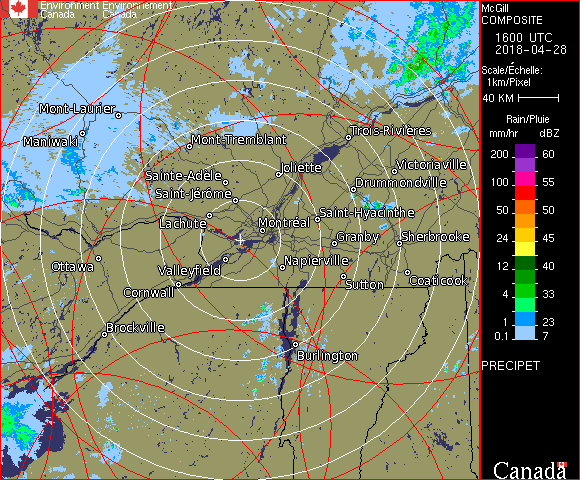 Environment Environnement
Canada Canada
McGill
COMPOSITE
1600 UTC
2018-04-28
Scale/Échelle:
1km/Pixel
40 KM
Rain/Pluie
mm/hr dBZ
200 60
150 57
100 55
50 50
24 45
12 40
4 33
1 23
0.1 7
PRECIPET
Mont-Laurier
Maniwaki
Mont-Tremblant
Trois-Rivières
Joliette
Victoriaville
Sainte-Adèle
Drummondville
Saint-Jérôme
Lachute
Saint-Hyacinthe
Montréal
Granby
Sherbrooke
Ottawa
Valleyfield
Napierville
Cornwall
Sutton
Coaticook
Brockville
Burlington
Canada